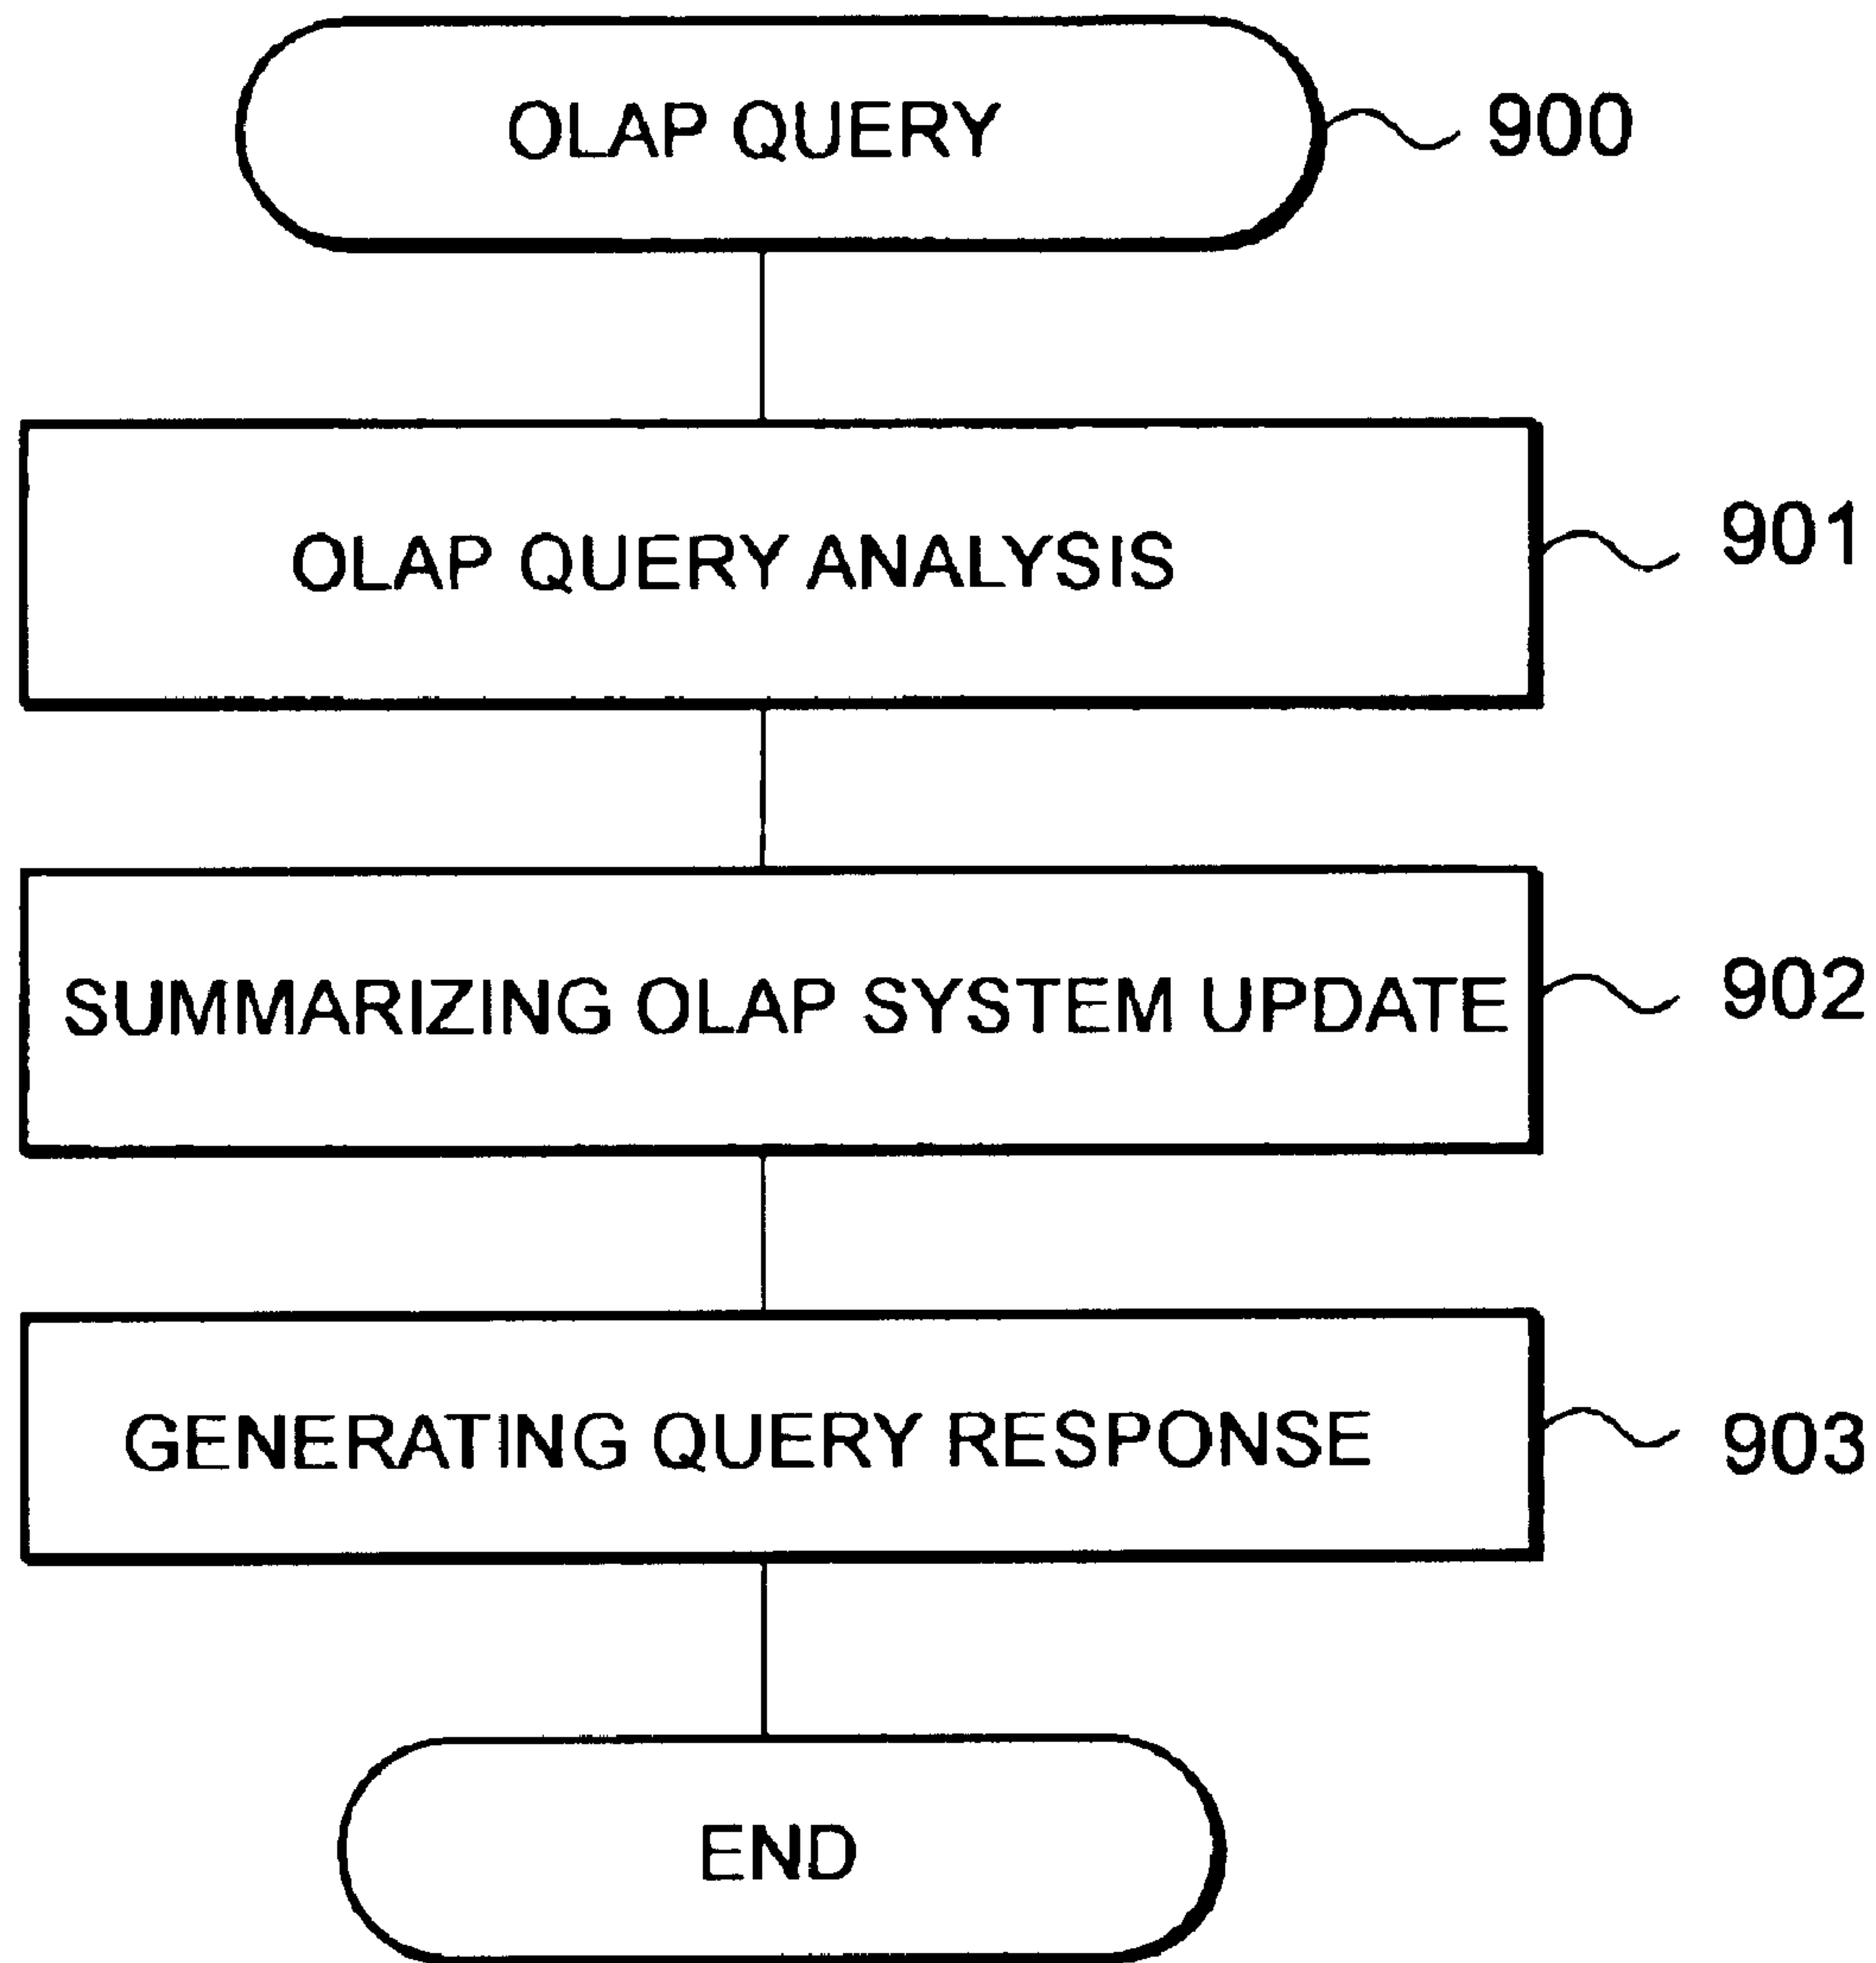 OLAP QUERY 900
OLAP QUERY ANALYSIS 901
SUMMARIZING OLAP SYSTEM UPDATE 902
GENERATING QUERY RESPONSE 903
END